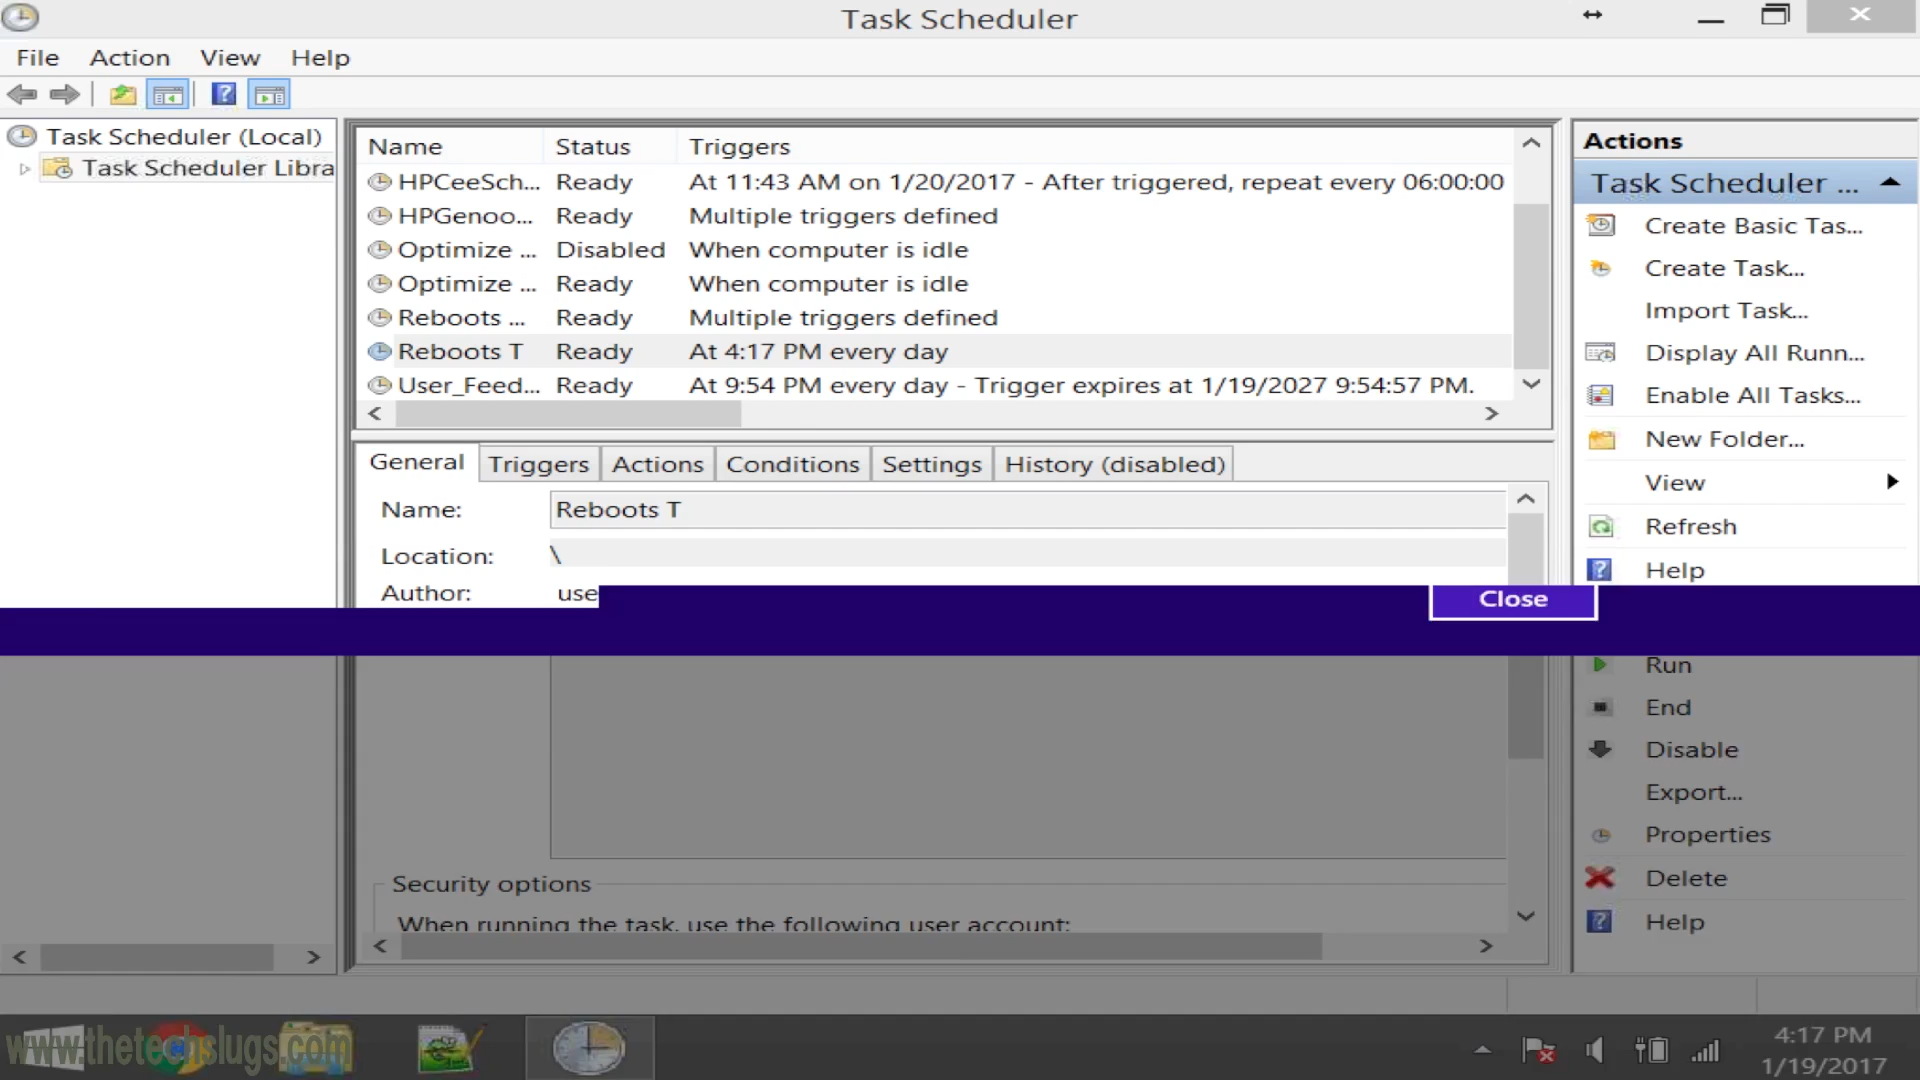 Task Scheduler
File Action View Help
Task Scheduler (Local)
Task Scheduler Libra
Name Status Triggers
HPCeeSch... Ready At 11:43 AM on 1/20/2017 - After triggered, repeat every 06:00:00
HPGenoo... Ready Multiple triggers defined
Optimize ... Disabled When computer is idle
Optimize ... Ready When computer is idle
Reboots ... Ready Multiple triggers defined
Reboots T Ready At 4:17 PM every day
User_Feed... Ready At 9:54 PM every day - Trigger expires at 1/19/2027 9:54:57 PM.
General Triggers Actions Conditions Settings History (disabled)
Name: Reboots T
Location: \
Author: use
Close
Security options
When running the task, use the following user account:
Actions
Task Scheduler ...
Create Basic Tas...
Create Task...
Import Task...
Display All Runn...
Enable All Tasks...
New Folder...
View
Refresh
Help
Run
End
Disable
Export...
Properties
Delete
Help
www.thetechslugs.com
4:17 PM
1/19/2017